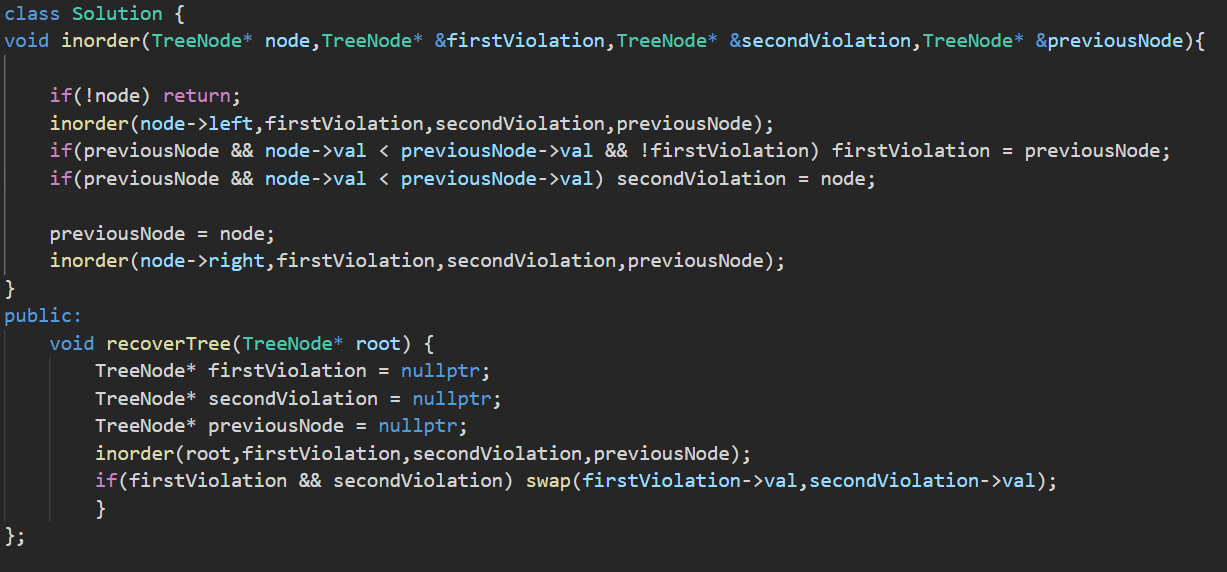 class Solution {
void inorder(TreeNode* node,TreeNode* &firstViolation,TreeNode* &secondViolation,TreeNode* &previousNode){
    if(!node) return;
    inorder(node->left,firstViolation,secondViolation,previousNode);
    if(previousNode && node->val < previousNode->val && !firstViolation) firstViolation = previousNode;
    if(previousNode && node->val < previousNode->val) secondViolation = node;
    previousNode = node;
    inorder(node->right,firstViolation,secondViolation,previousNode);
}
public:
    void recoverTree(TreeNode* root) {
        TreeNode* firstViolation = nullptr;
        TreeNode* secondViolation = nullptr;
        TreeNode* previousNode = nullptr;
        inorder(root,firstViolation,secondViolation,previousNode);
        if(firstViolation && secondViolation) swap(firstViolation->val,secondViolation->val);
        }
};